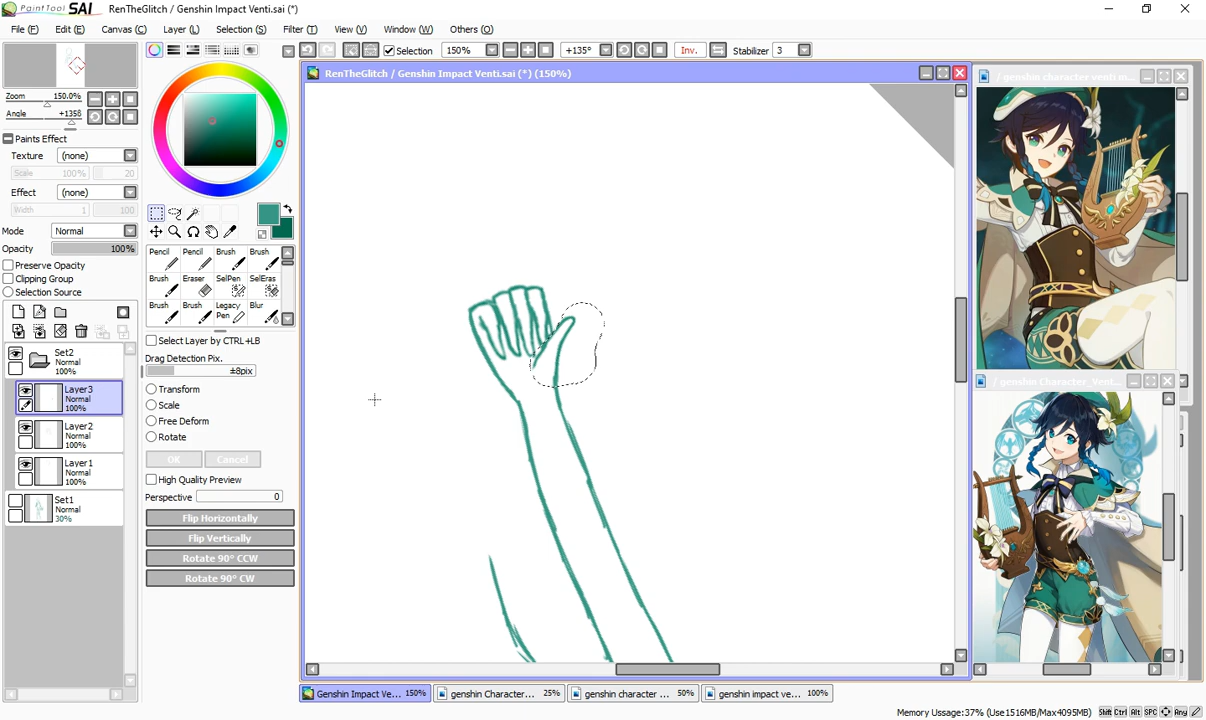 PaintTool SAI RenTheGlitch / Genshin Impact Venti.sai (*)
File (F) Edit (E) Canvas (C) Layer (L) Selection (S) Filter (T) View (V) Window (W) Others (O)
Selection 150% +135° Inv. Stabilizer 3
RenTheGlitch / Genshin Impact Venti.sai (*) (150%)
/ genshin character venti m...
Zoom 150.0%
Angle +135B
Paints Effect
Texture (none)
Scale 100% 20
Effect (none)
Width 1 100
Mode Normal
Opacity 100%
Preserve Opacity
Clipping Group
Selection Source
Set2
Normal
100%
Layer3
Normal
100%
Layer2
Normal
100%
Layer1
Normal
100%
Set1
Normal
30%
Pencil Pencil Brush Brush
Brush Eraser SelPen SelEras
Brush Brush Legacy Pen Blur
Select Layer by CTRL+LB
Drag Detection Pix.
±8pix
Transform
Scale
Free Deform
Rotate
OK Cancel
High Quality Preview
Perspective 0
Flip Horizontally
Flip Vertically
Rotate 90° CCW
Rotate 90° CW
/ genshin Character_Vent...
Genshin Impact Ve... 150% genshin Character... 25% genshin character ... 50% genshin impact ve... 100%
Memory Ussage:37% (Use1516MB/Max4095MB) Shift Ctrl Alt SPC Any